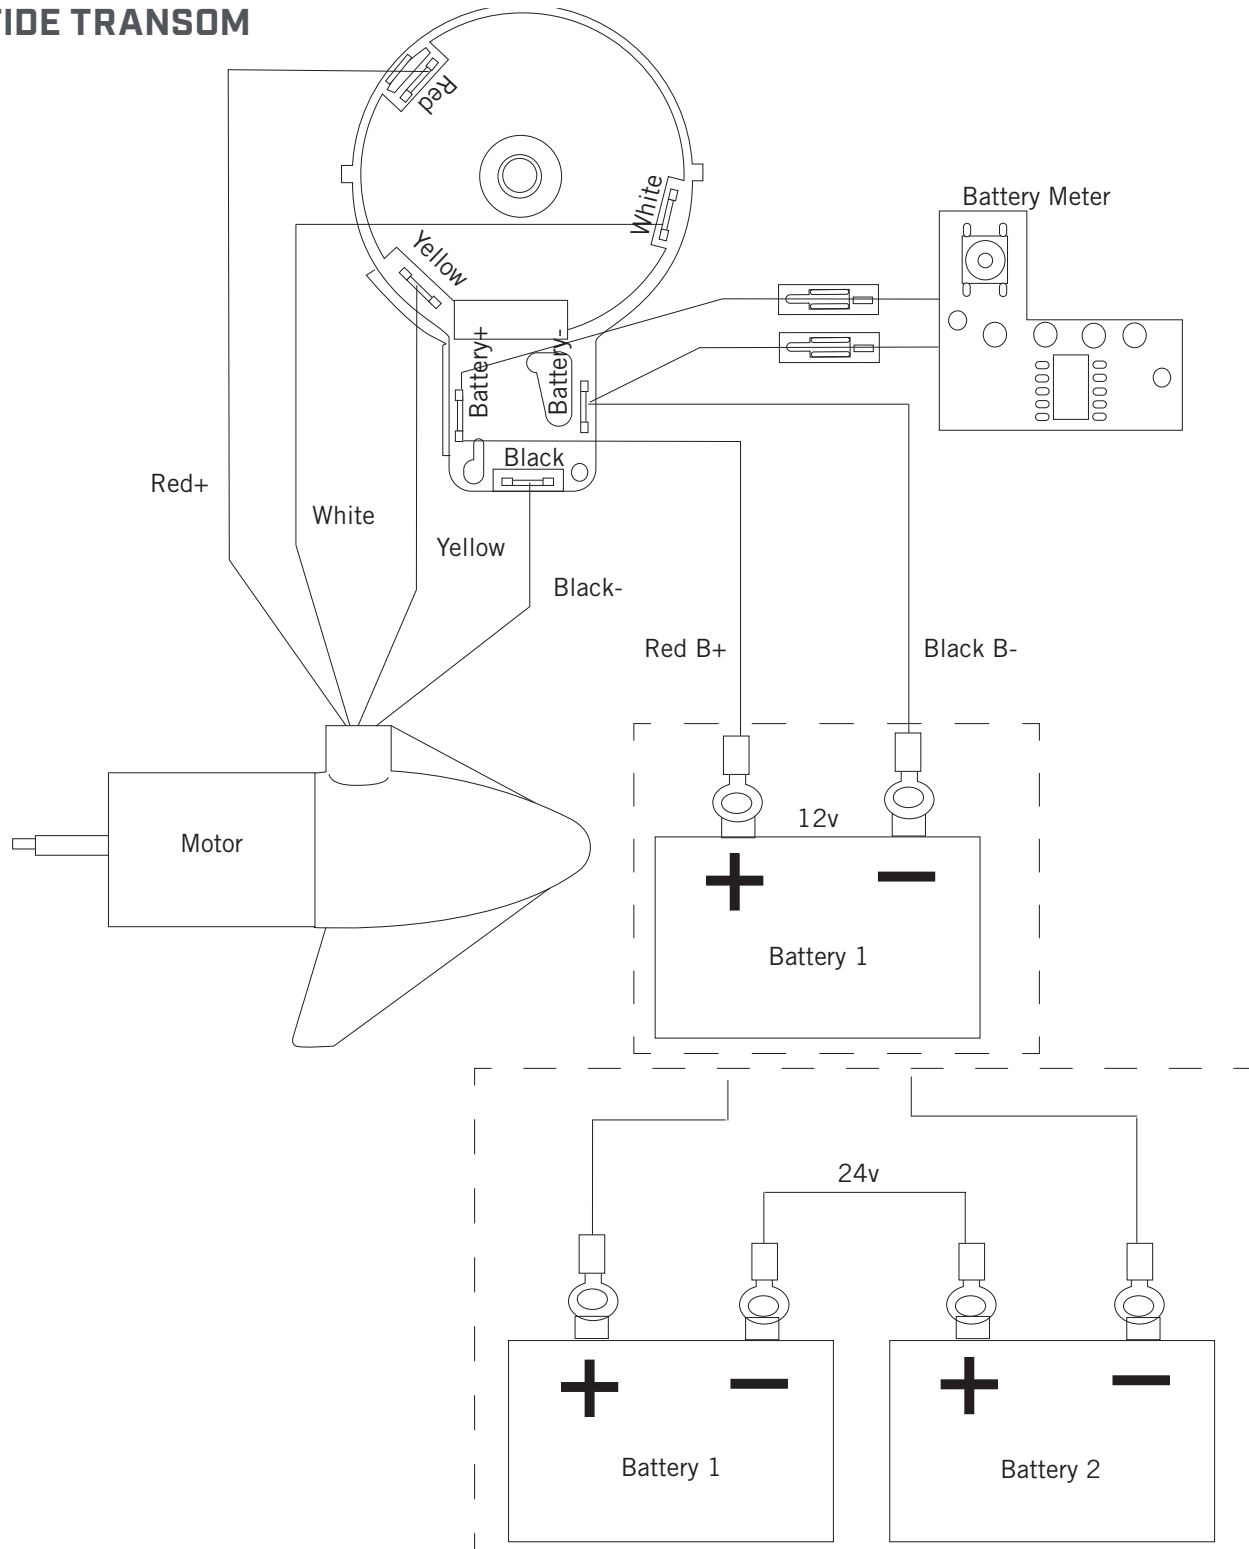 TIDE TRANSOM
Red
White
Battery Meter
Yellow
Battery+
Battery-
Black
Red+
White
Yellow
Black-
Red B+
Black B-
12v
Motor
Battery 1
24v
Battery 1
Battery 2